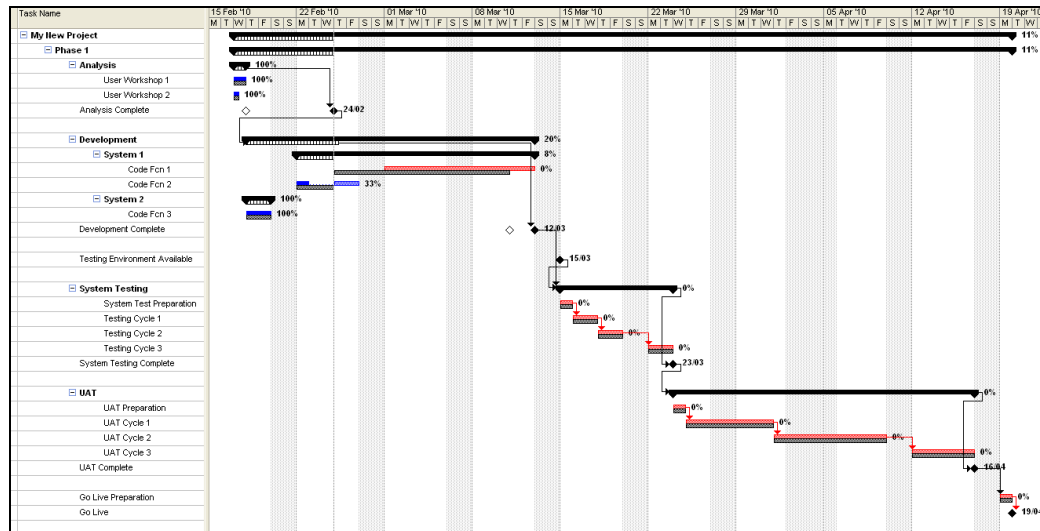 Task Name
15 Feb '10 22 Feb '10 01 Mar '10 08 Mar '10 15 Mar '10 22 Mar '10 29 Mar '10 05 Apr '10 12 Apr '10 19 Apr '10
M T W T F S S M T W T F S S M T W T F S S M T W T F S S M T W T F S S M T W T F S S M T W T F S S M T W T F S S M T W T F S S M T W
My New Project 11%
Phase 1 11%
Analysis 100%
User Workshop 1 100%
User Workshop 2 100%
Analysis Complete 24/02
Development 20%
System 1 8%
Code Fcn 1 0%
Code Fcn 2 33%
System 2 100%
Code Fcn 3 100%
Development Complete 12/03
Testing Environment Available 15/03
System Testing 0%
System Test Preparation 0%
Testing Cycle 1 0%
Testing Cycle 2 0%
Testing Cycle 3 0%
System Testing Complete 23/03
UAT 0%
UAT Preparation 0%
UAT Cycle 1 0%
UAT Cycle 2 0%
UAT Cycle 3 0%
UAT Complete 16/04
Go Live Preparation 0%
Go Live 19/04